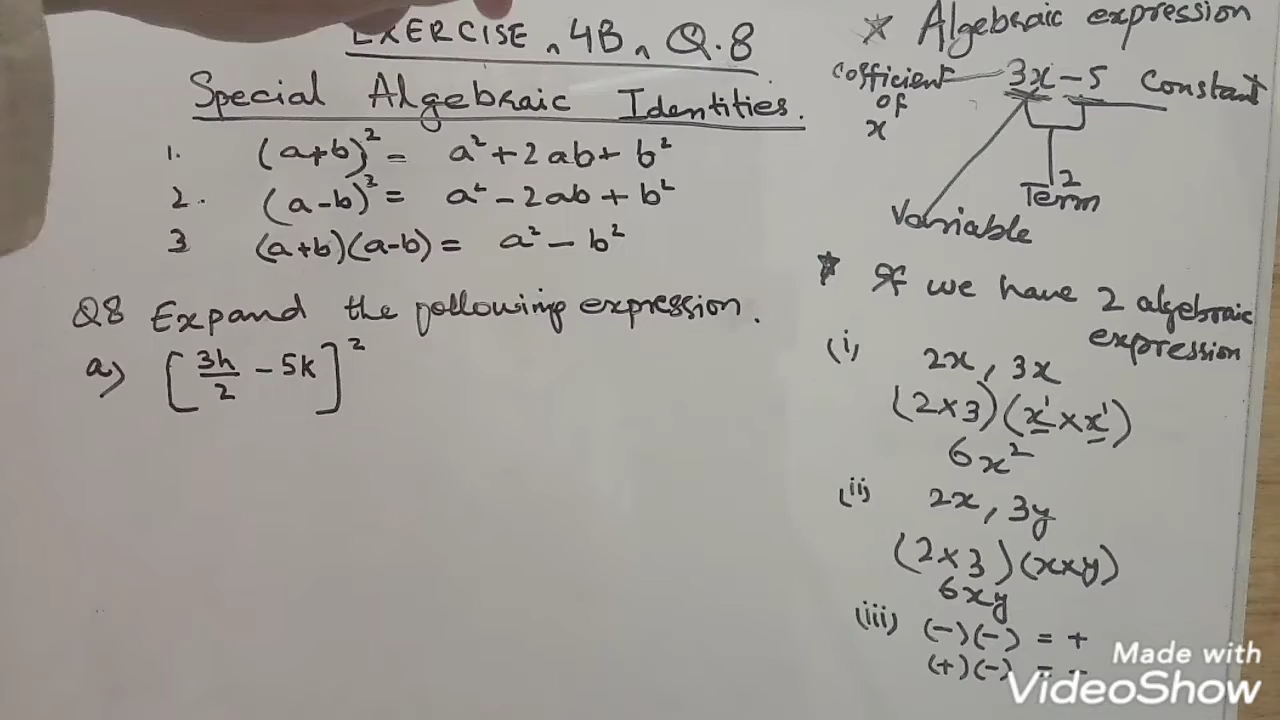 EXERCISE, 4B, Q.8
Special Algebraic Identities.
1. (a+b)² = a² + 2ab + b²
2. (a-b)² = a² - 2ab + b²
3 (a+b)(a-b) = a² - b²
Q8 Expand the following expression.
a) [3h/2 - 5k]²
* Algebraic expression
Cofficient of x
3x - 5 Constant
2 Term
Variable
* If we have 2 algebraic expression
(i) 2x, 3x
(2×3)(x¹×x¹)
6x²
(ii) 2x, 3y
(2×3)(x×y)
6xy
(iii) (-)(-) = +
(+)(-) = -
Made with
VideoShow